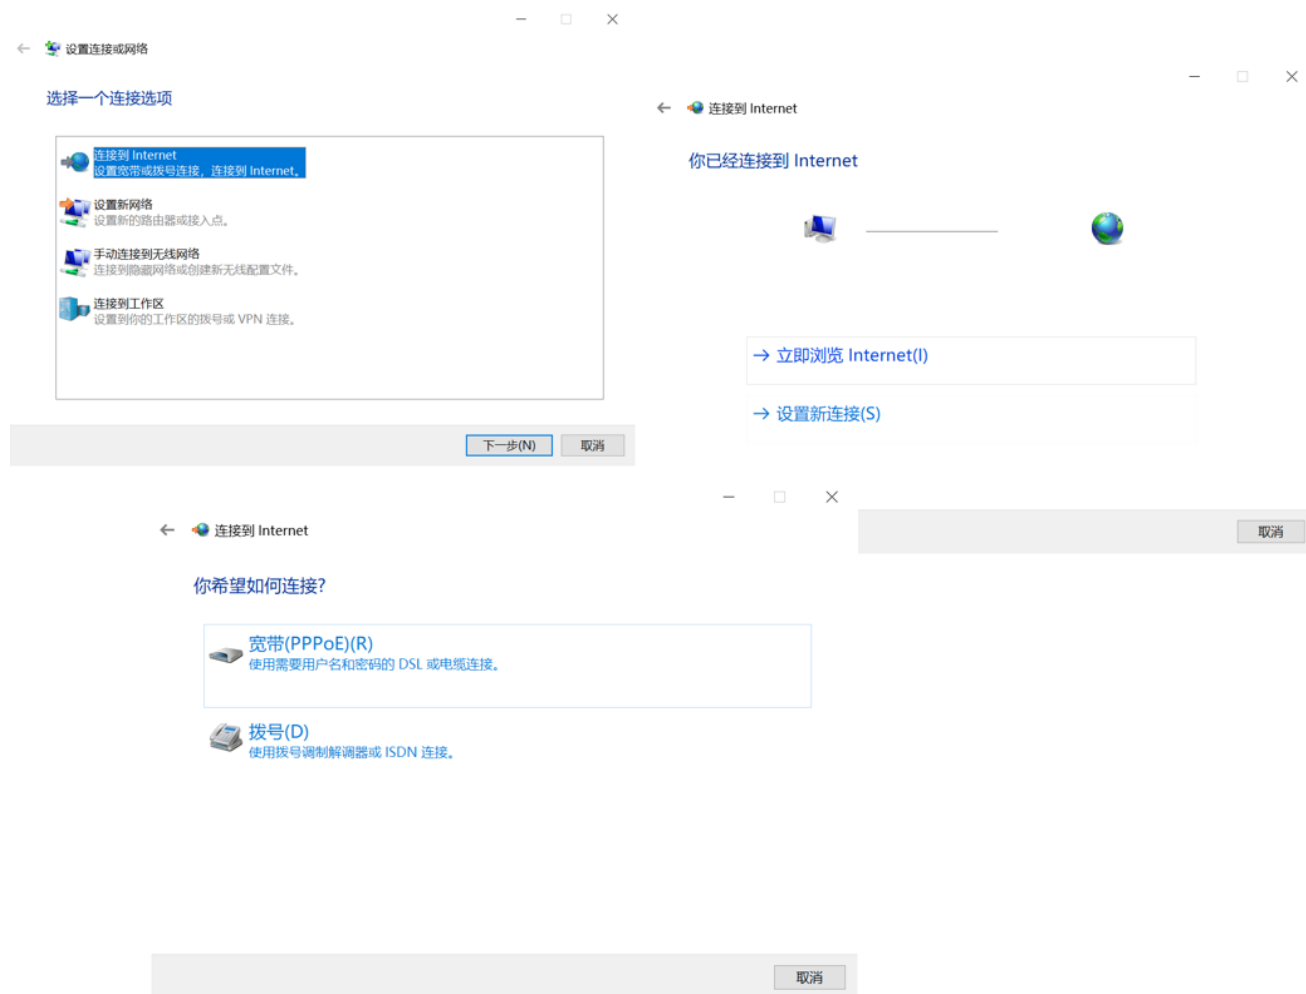 设置连接或网络
选择一个连接选项
连接到 Internet
设置宽带或拨号连接，连接到 Internet。
设置新网络
设置新的路由器或接入点。
手动连接到无线网络
连接到隐藏网络或创建新无线配置文件。
连接到工作区
设置到你的工作区的拨号或 VPN 连接。
下一步(N)
取消
连接到 Internet
你已经连接到 Internet
立即浏览 Internet(I)
设置新连接(S)
取消
连接到 Internet
你希望如何连接?
宽带(PPPoE)(R)
使用需要用户名和密码的 DSL 或电缆连接。
拨号(D)
使用拨号调制解调器或 ISDN 连接。
取消